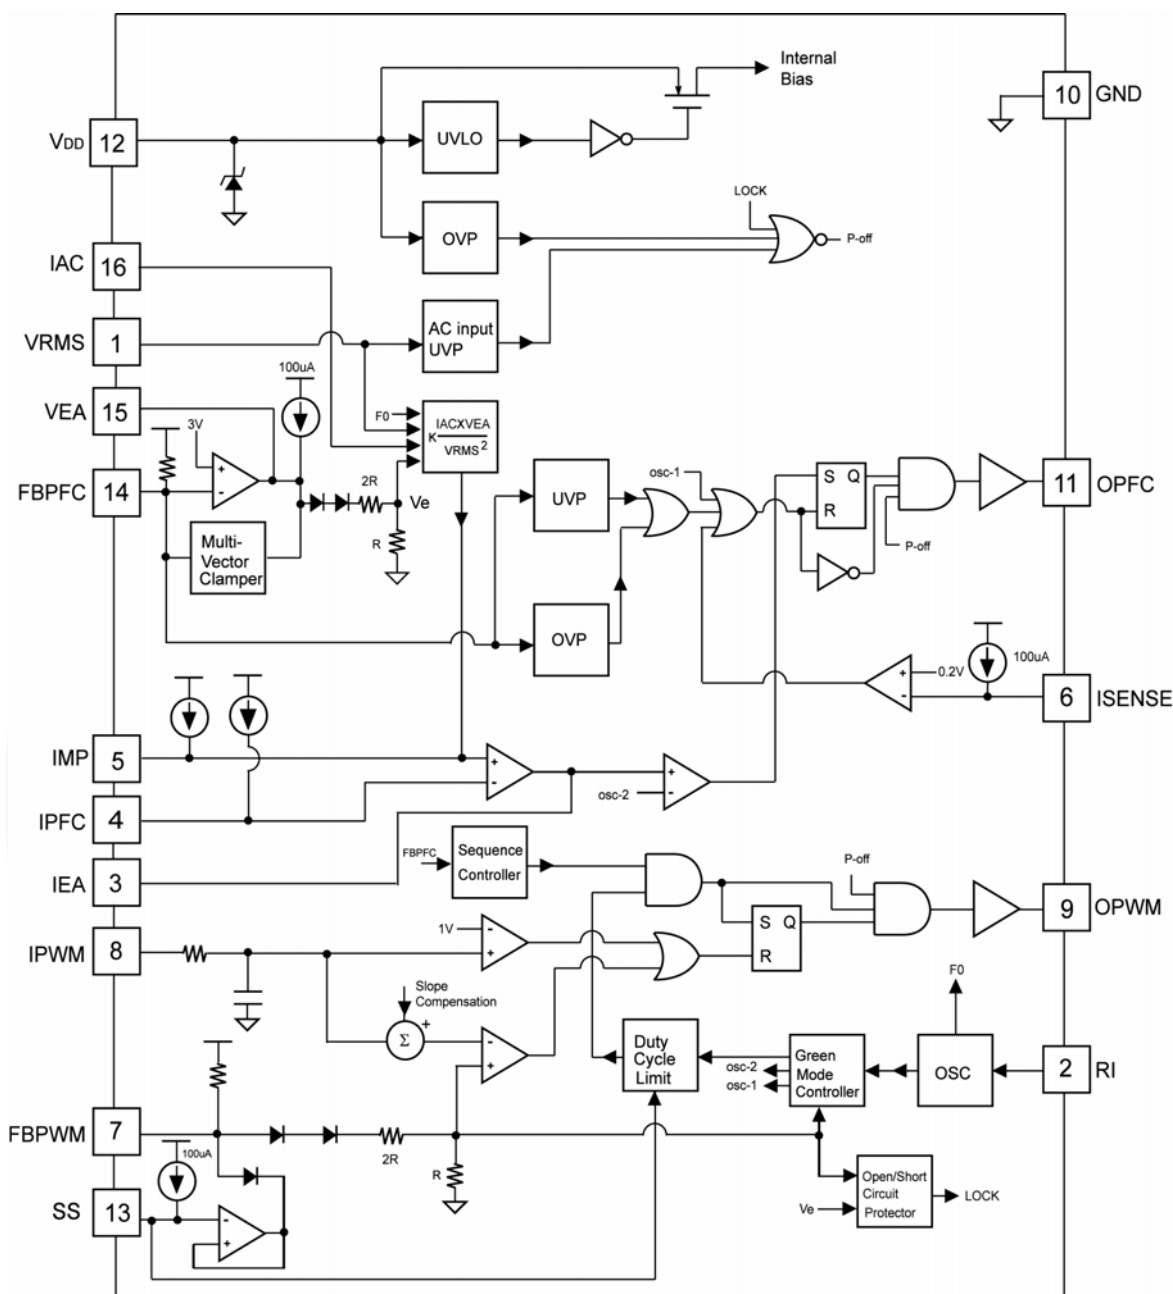 Internal
Bias
10
GND
VDD
12
UVLO
LOCK
OVP
P-off
IAC
16
VRMS
1
AC input
UVP
100uA
VEA
15
3V
F0
K IACXVEA
VRMS 2
FBPFC
14
2R
Ve
R
Multi-
Vector
Clamper
UVP
osc-1
S Q
R
P-off
11
OPFC
OVP
100uA
0.2V
+
-
6
ISENSE
IMP
5
+
-
+
-
osc-2
IPFC
4
IEA
3
FBPFC
Sequence
Controller
P-off
9
OPWM
IPWM
8
1V
-
+
S Q
R
Slope
Compensation
+
Σ
-
+
F0
Duty
Cycle
Limit
osc-2
osc-1
Green
Mode
Controller
OSC
2
RI
FBPWM
7
2R
R
100uA
SS
13
-
+
Open/Short
Circuit
Protector
Ve
LOCK